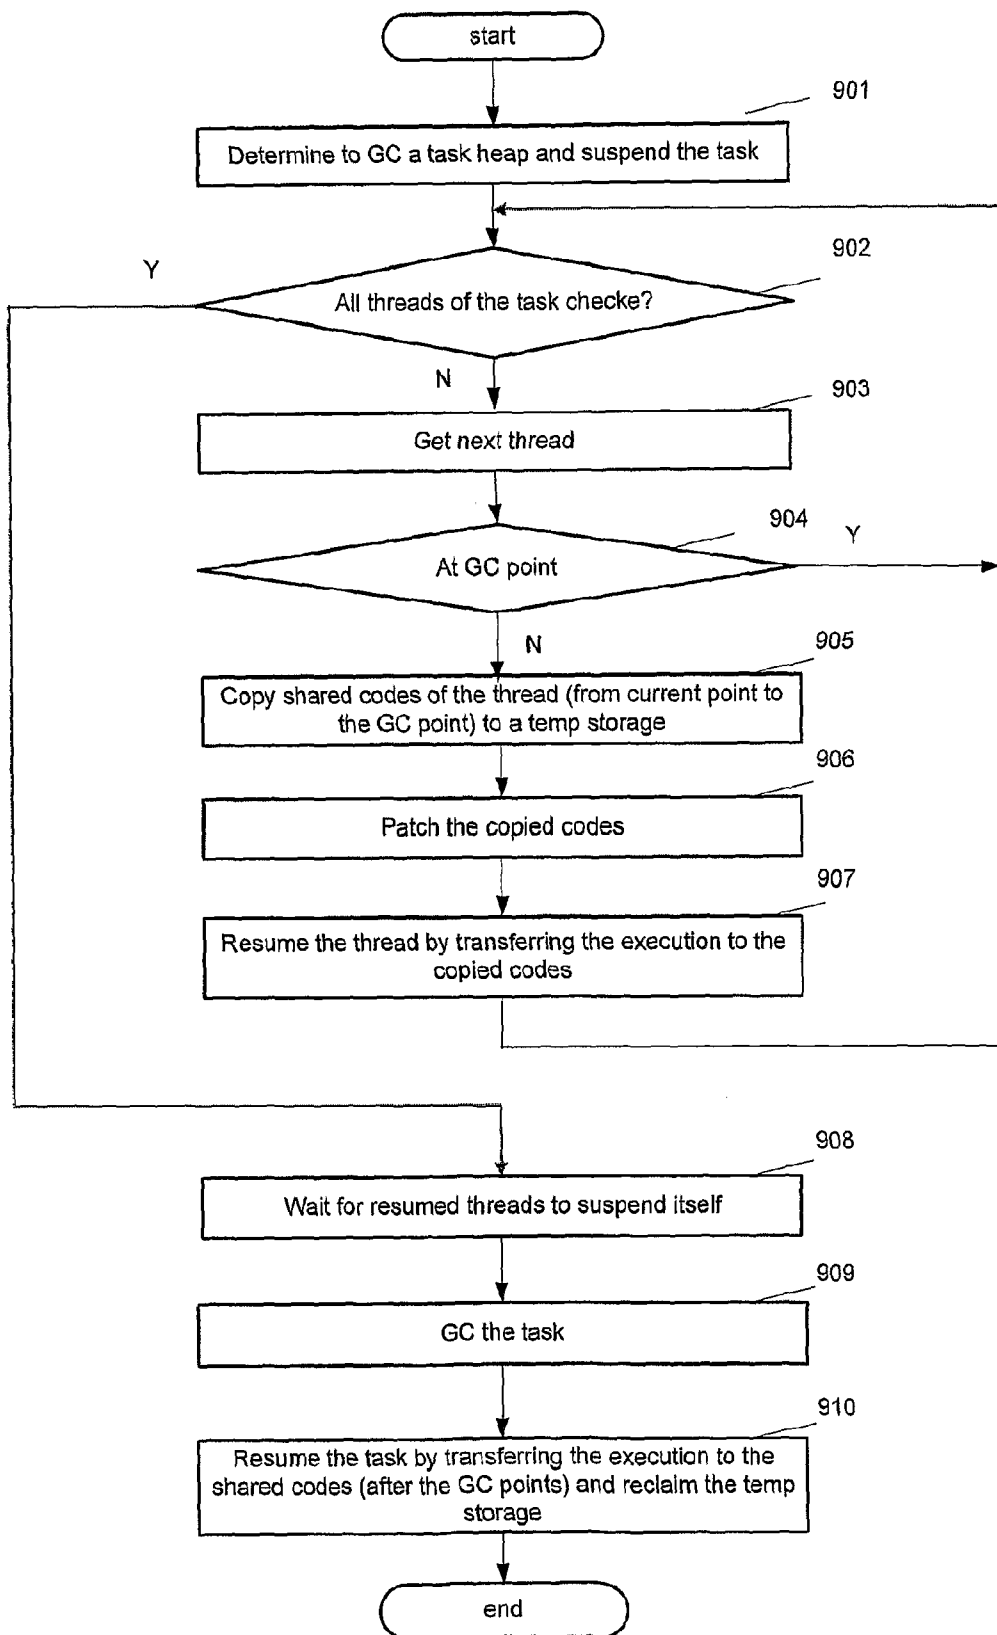 start
901
Determine to GC a task heap and suspend the task
902
Y
All threads of the task checke?
N
903
Get next thread
904
Y
At GC point
N
905
Copy shared codes of the thread (from current point to
the GC point) to a temp storage
906
Patch the copied codes
907
Resume the thread by transferring the execution to the
copied codes
908
Wait for resumed threads to suspend itself
909
GC the task
910
Resume the task by transferring the execution to the
shared codes (after the GC points) and reclaim the temp
storage
end